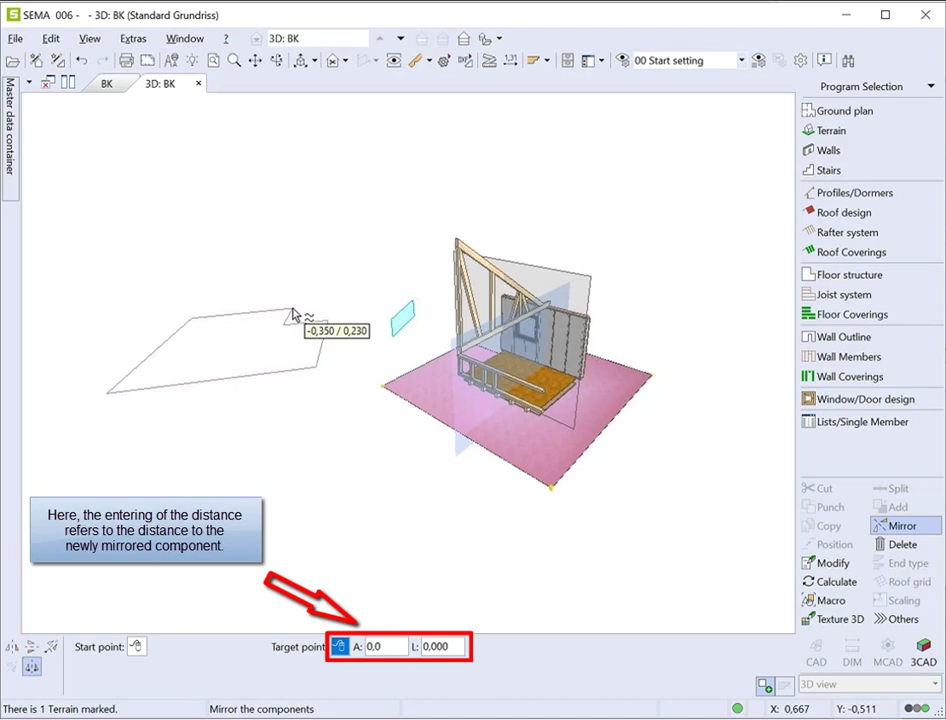 SEMA 006 - - 3D: BK (Standard Grundriss)
File Edit View Extras Window ? 3D: BK
00 Start setting
BK 3D: BK ×
Master data container
Program Selection
Ground plan
Terrain
Walls
Stairs
Profiles/Dormers
Roof design
Rafter system
Roof Coverings
Floor structure
Joist system
Floor Coverings
Wall Outline
Wall Members
Wall Coverings
Window/Door design
Lists/Single Member
-0,350 / 0,230
Cut Split
Punch Add
Copy Mirror
Position Delete
Modify End type
Calculate Roof grid
Macro Scaling
Texture 3D Others
CAD DIM MCAD 3CAD
3D view
Here, the entering of the distance
refers to the distance to the
newly mirrored component.
Start point: Target point A: 0,0 L: 0,000
There is 1 Terrain marked. Mirror the components X: 0,667 Y: -0,511